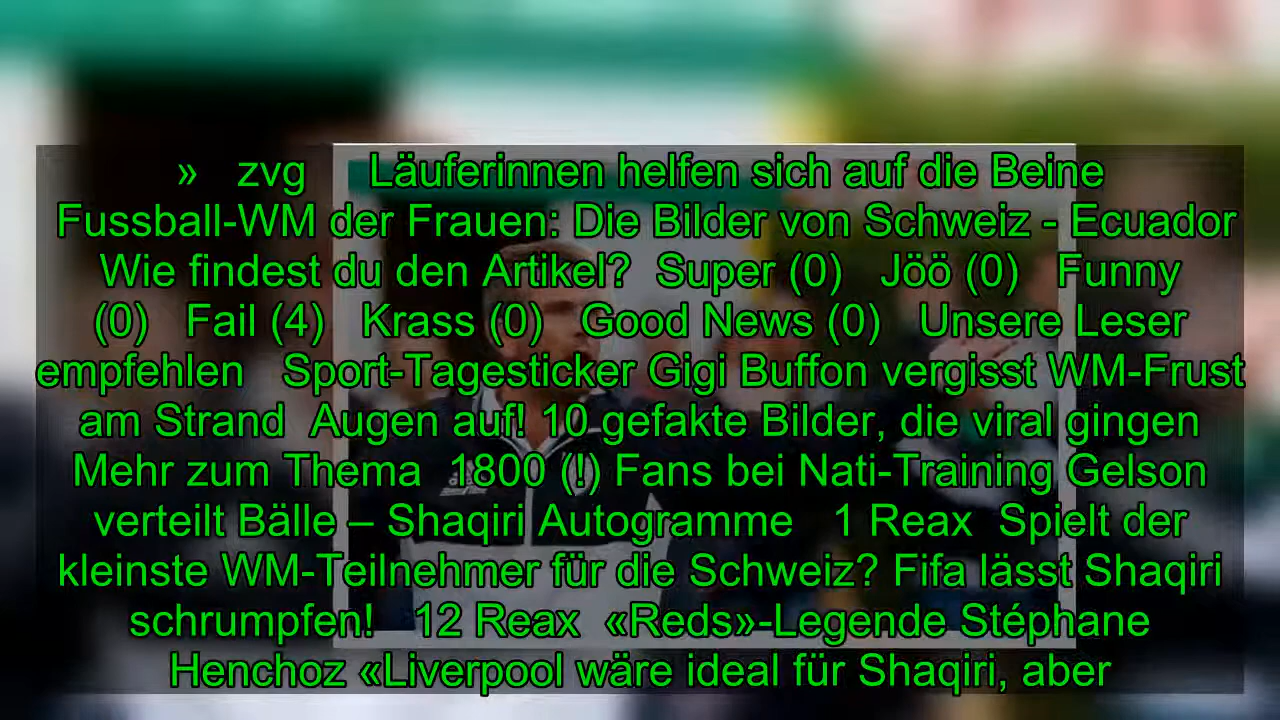 » zvg Läuferinnen helfen sich auf die Beine
Fussball-WM der Frauen: Die Bilder von Schweiz - Ecuador
Wie findest du den Artikel? Super (0) Jöö (0) Funny
(0) Fail (4) Krass (0) Good News (0) Unsere Leser
empfehlen Sport-Tagesticker Gigi Buffon vergisst WM-Frust
am Strand Augen auf! 10 gefakte Bilder, die viral gingen
Mehr zum Thema 1800 (!) Fans bei Nati-Training Gelson
verteilt Bälle – Shaqiri Autogramme 1 Reax Spielt der
kleinste WM-Teilnehmer für die Schweiz? Fifa lässt Shaqiri
schrumpfen! 12 Reax «Reds»-Legende Stéphane
Henchoz «Liverpool wäre ideal für Shaqiri, aber